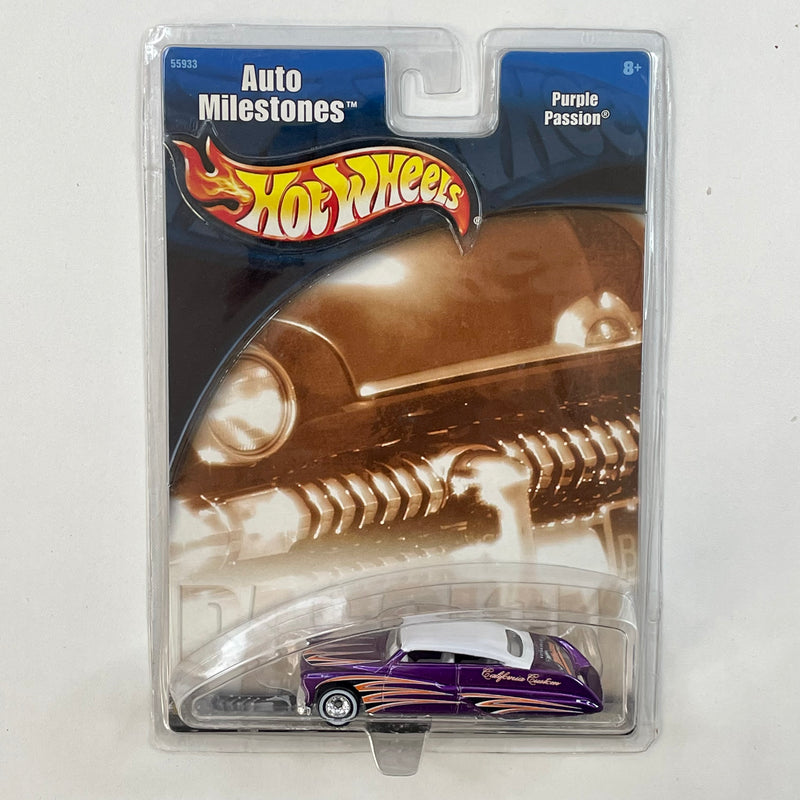 55933
Auto
Milestones™
8+
Purple
Passion®
Hot Wheels®
California Custom